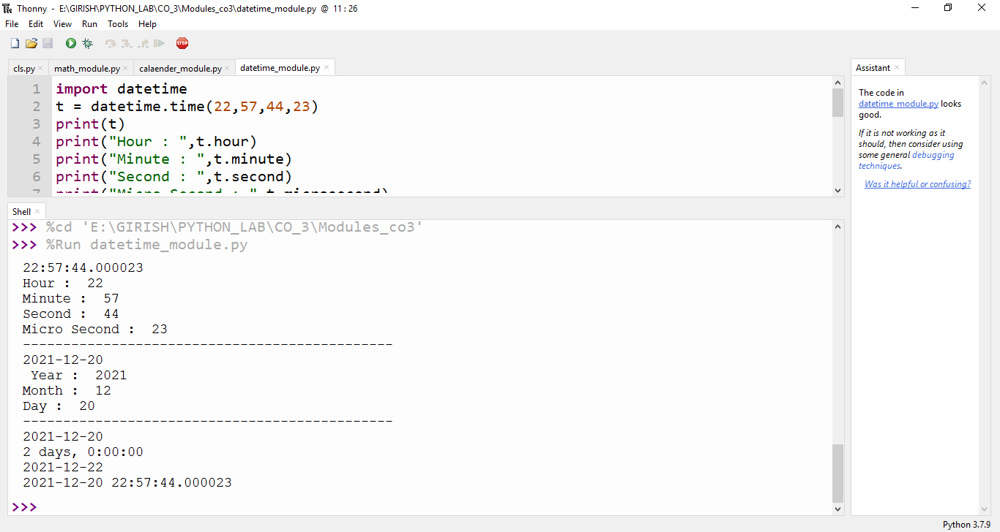 Thonny - E:\GIRISH\PYTHON_LAB\CO_3\Modules_co3\datetime_module.py @ 11 : 26
File Edit View Run Tools Help
STOP
cls.py × math_module.py × calaender_module.py × datetime_module.py ×
1 import datetime
2 t = datetime.time(22,57,44,23)
3 print(t)
4 print("Hour : ",t.hour)
5 print("Minute : ",t.minute)
6 print("Second : ",t.second)
7 print("Micro Second : ",t.microsecond)
Shell ×
>>> %cd 'E:\GIRISH\PYTHON_LAB\CO_3\Modules_co3'
>>> %Run datetime_module.py
22:57:44.000023
Hour :  22
Minute :  57
Second :  44
Micro Second :  23
----------------------------------------------
2021-12-20
 Year :  2021
Month :  12
Day :  20
----------------------------------------------
2021-12-20
2 days, 0:00:00
2021-12-22
2021-12-20 22:57:44.000023
>>>
Assistant ×
The code in
datetime_module.py looks
good.
If it is not working as it
should, then consider using
some general debugging
techniques.
Was it helpful or confusing?
Python 3.7.9